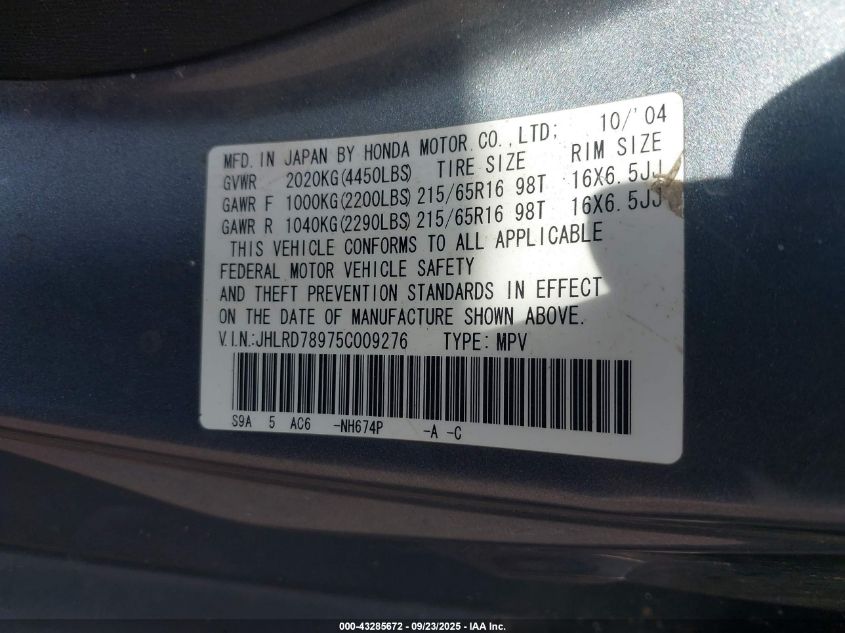 MFD. IN JAPAN BY HONDA MOTOR CO.,LTD; 10/'04
GVWR 2020KG(4450LBS) TIRE SIZE RIM SIZE
GAWR F 1000KG(2200LBS) 215/65R16 98T 16X6.5JJ
GAWR R 1040KG(2290LBS) 215/65R16 98T 16X6.5JJ
THIS VEHICLE CONFORMS TO ALL APPLICABLE
FEDERAL MOTOR VEHICLE SAFETY
AND THEFT PREVENTION STANDARDS IN EFFECT
ON THE DATE OF MANUFACTURE SHOWN ABOVE.
V.I.N.:JHLRD78975C009276 TYPE: MPV
S9A 5 AC6 -NH674P -A -C
000-43285672 - 09/23/2025 - IAA Inc.